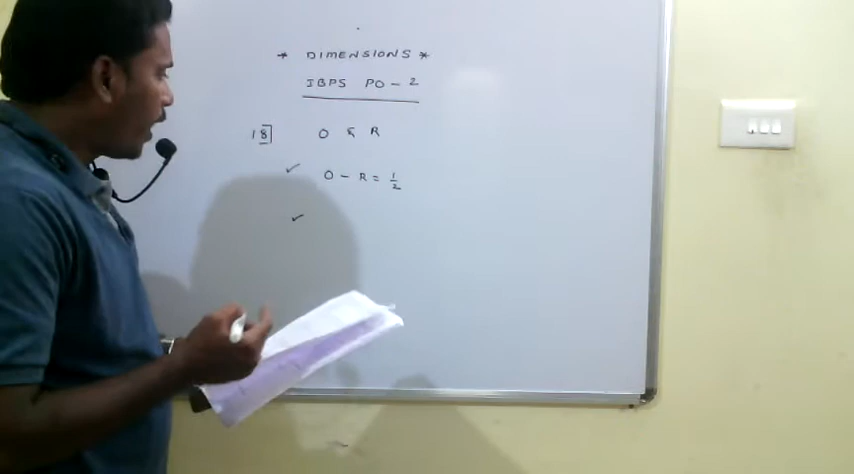 * DIMENSIONS *
IBPS PO - 2
18] O & R
✓ O - R = 1/2
✓